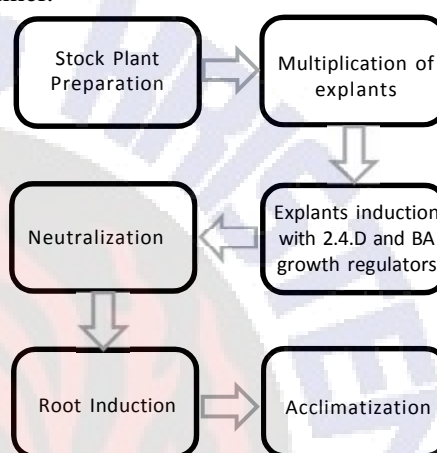 Stock Plant
Preparation
Multiplication of
explants
Explants induction
with 2.4.D and BA
growth regulators
Neutralization
Root Induction
Acclimatization